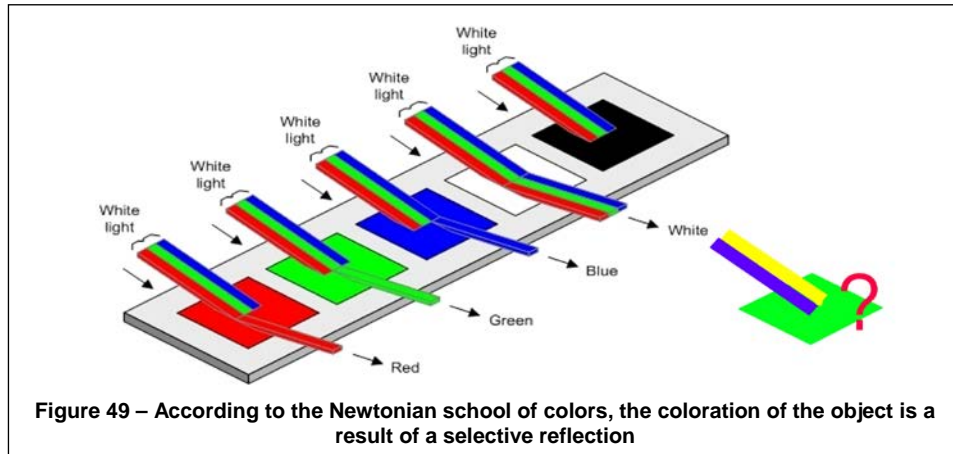 White
light
White
light
White
light
White
light
White
light
White
Blue
Green
Red
?
Figure 49 – According to the Newtonian school of colors, the coloration of the object is a
result of a selective reflection